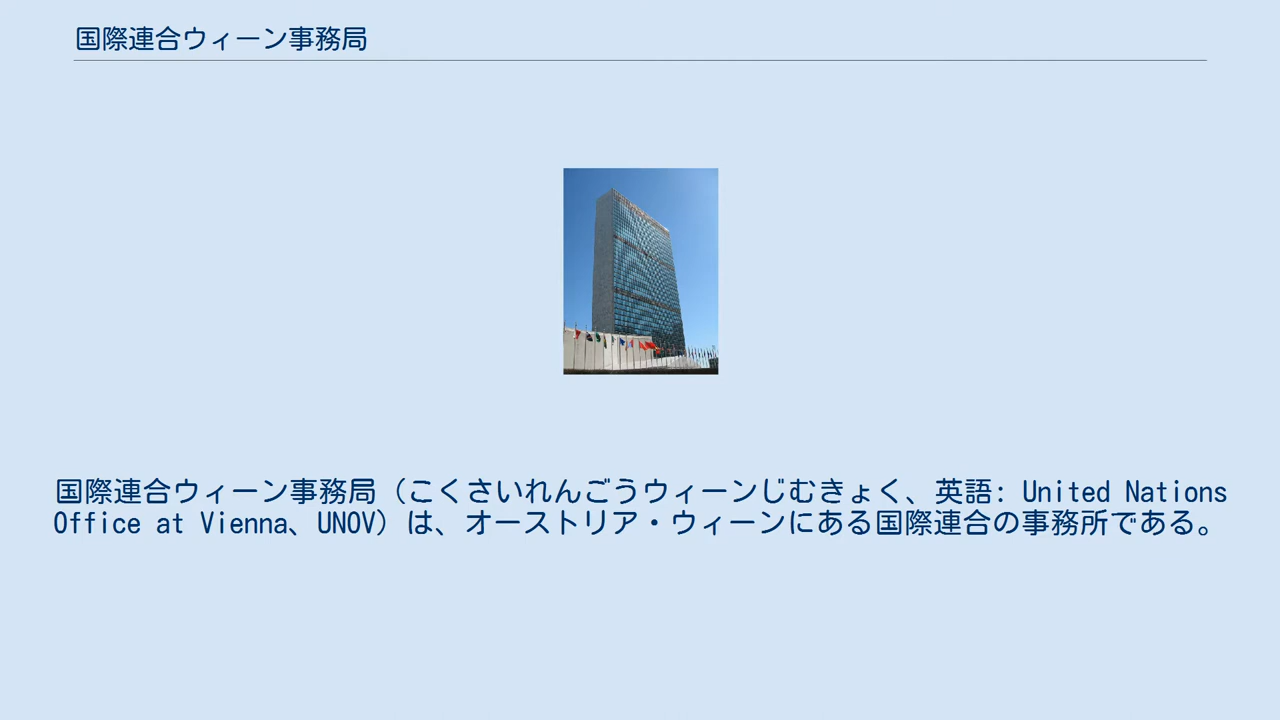 国際連合ウィーン事務局
国際連合ウィーン事務局（こくさいれんごうウィーンじむきょく、英語: United Nations
Office at Vienna、UNOV）は、オーストリア・ウィーンにある国際連合の事務所である。